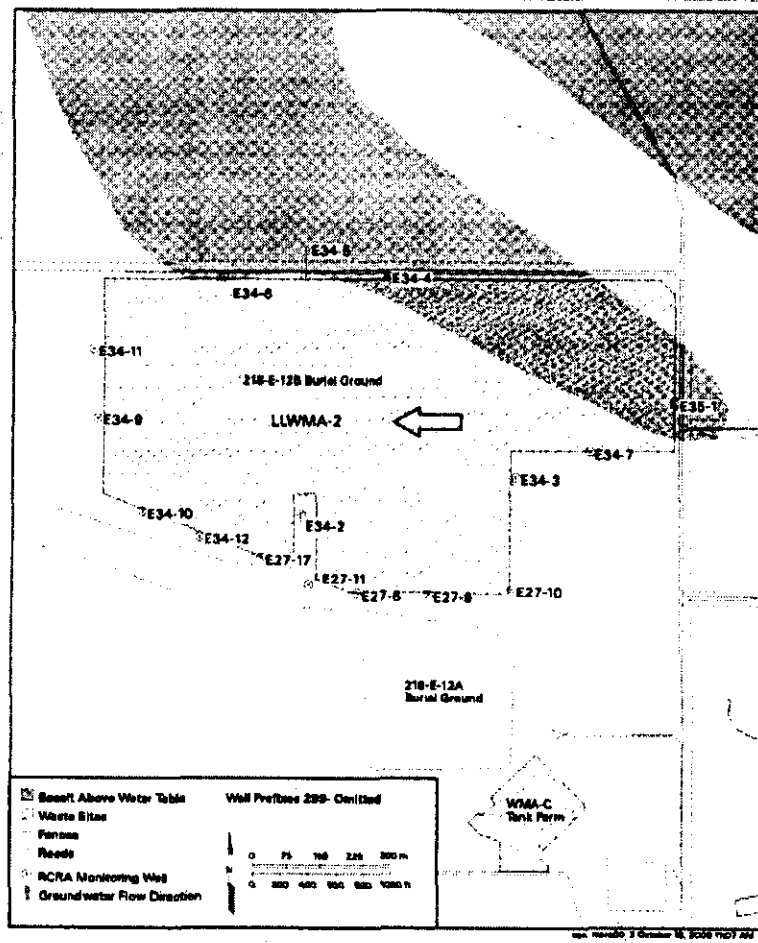 E34-5
E34-4
E34-6
E34-11
218-E-12B Burial Ground
E35-1
E34-9
LLWMA-2
E34-7
E34-3
E34-10
E34-2
E34-12
E27-17
E27-11
E27-10
E27-8
218-E-12A
Burial Ground
WMA-C
Tank Farm
Basalt Above Water Table
Well Prefixes 299- Omitted
Waste Sites
Fences
Roads
RCRA Monitoring Well
Groundwater Flow Direction
0 75 150 225 300 m
0 200 400 600 800 1000 ft